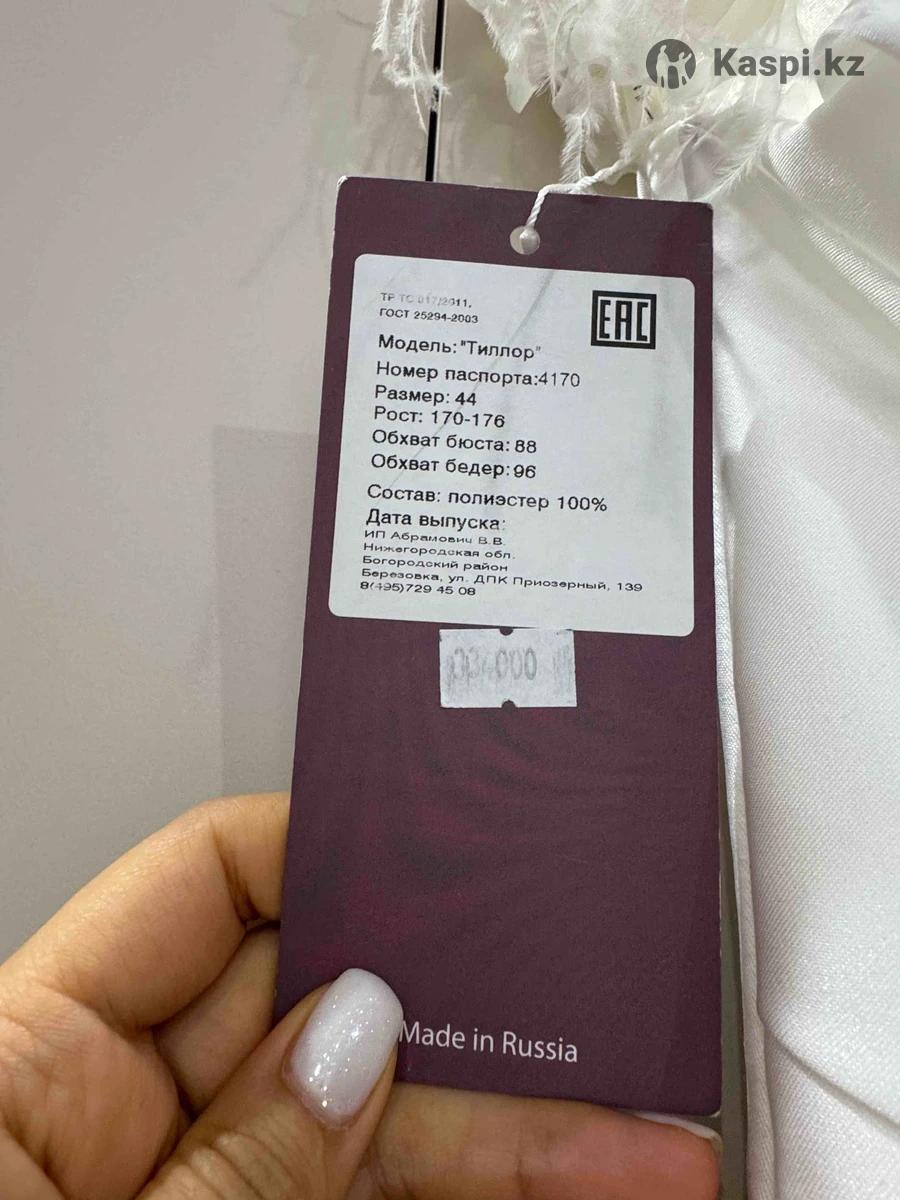 Kaspi.kz
ТР ТС 017/2011,
ГОСТ 25294-2003
ЕАС
Модель:"Тиллор"
Номер паспорта:4170
Размер: 44
Рост: 170-176
Обхват бюста: 88
Обхват бедер:96
Состав: полиэстер 100%
Дата выпуска:
ИП Абрамович В.В.
Нижегородская обл.
Богородский район
Березовка, ул. ДПК Приозерный, 139
8(495)729 45 08
Made in Russia